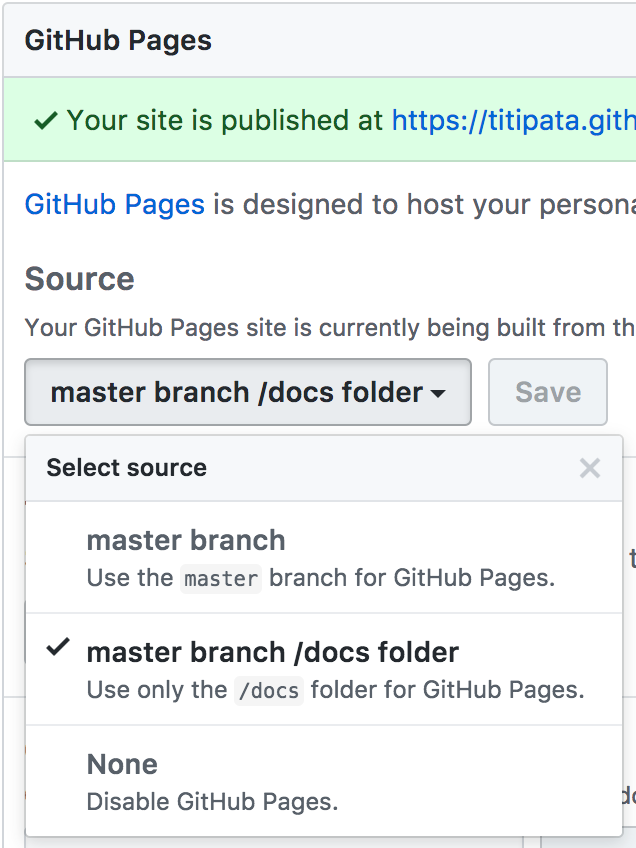 GitHub Pages
Your site is published at https://titipata.gith
GitHub Pages is designed to host your persona
Source
Your GitHub Pages site is currently being built from th
master branch /docs folder
Save
Select source
master branch
Use the master branch for GitHub Pages.
master branch /docs folder
Use only the /docs folder for GitHub Pages.
None
Disable GitHub Pages.